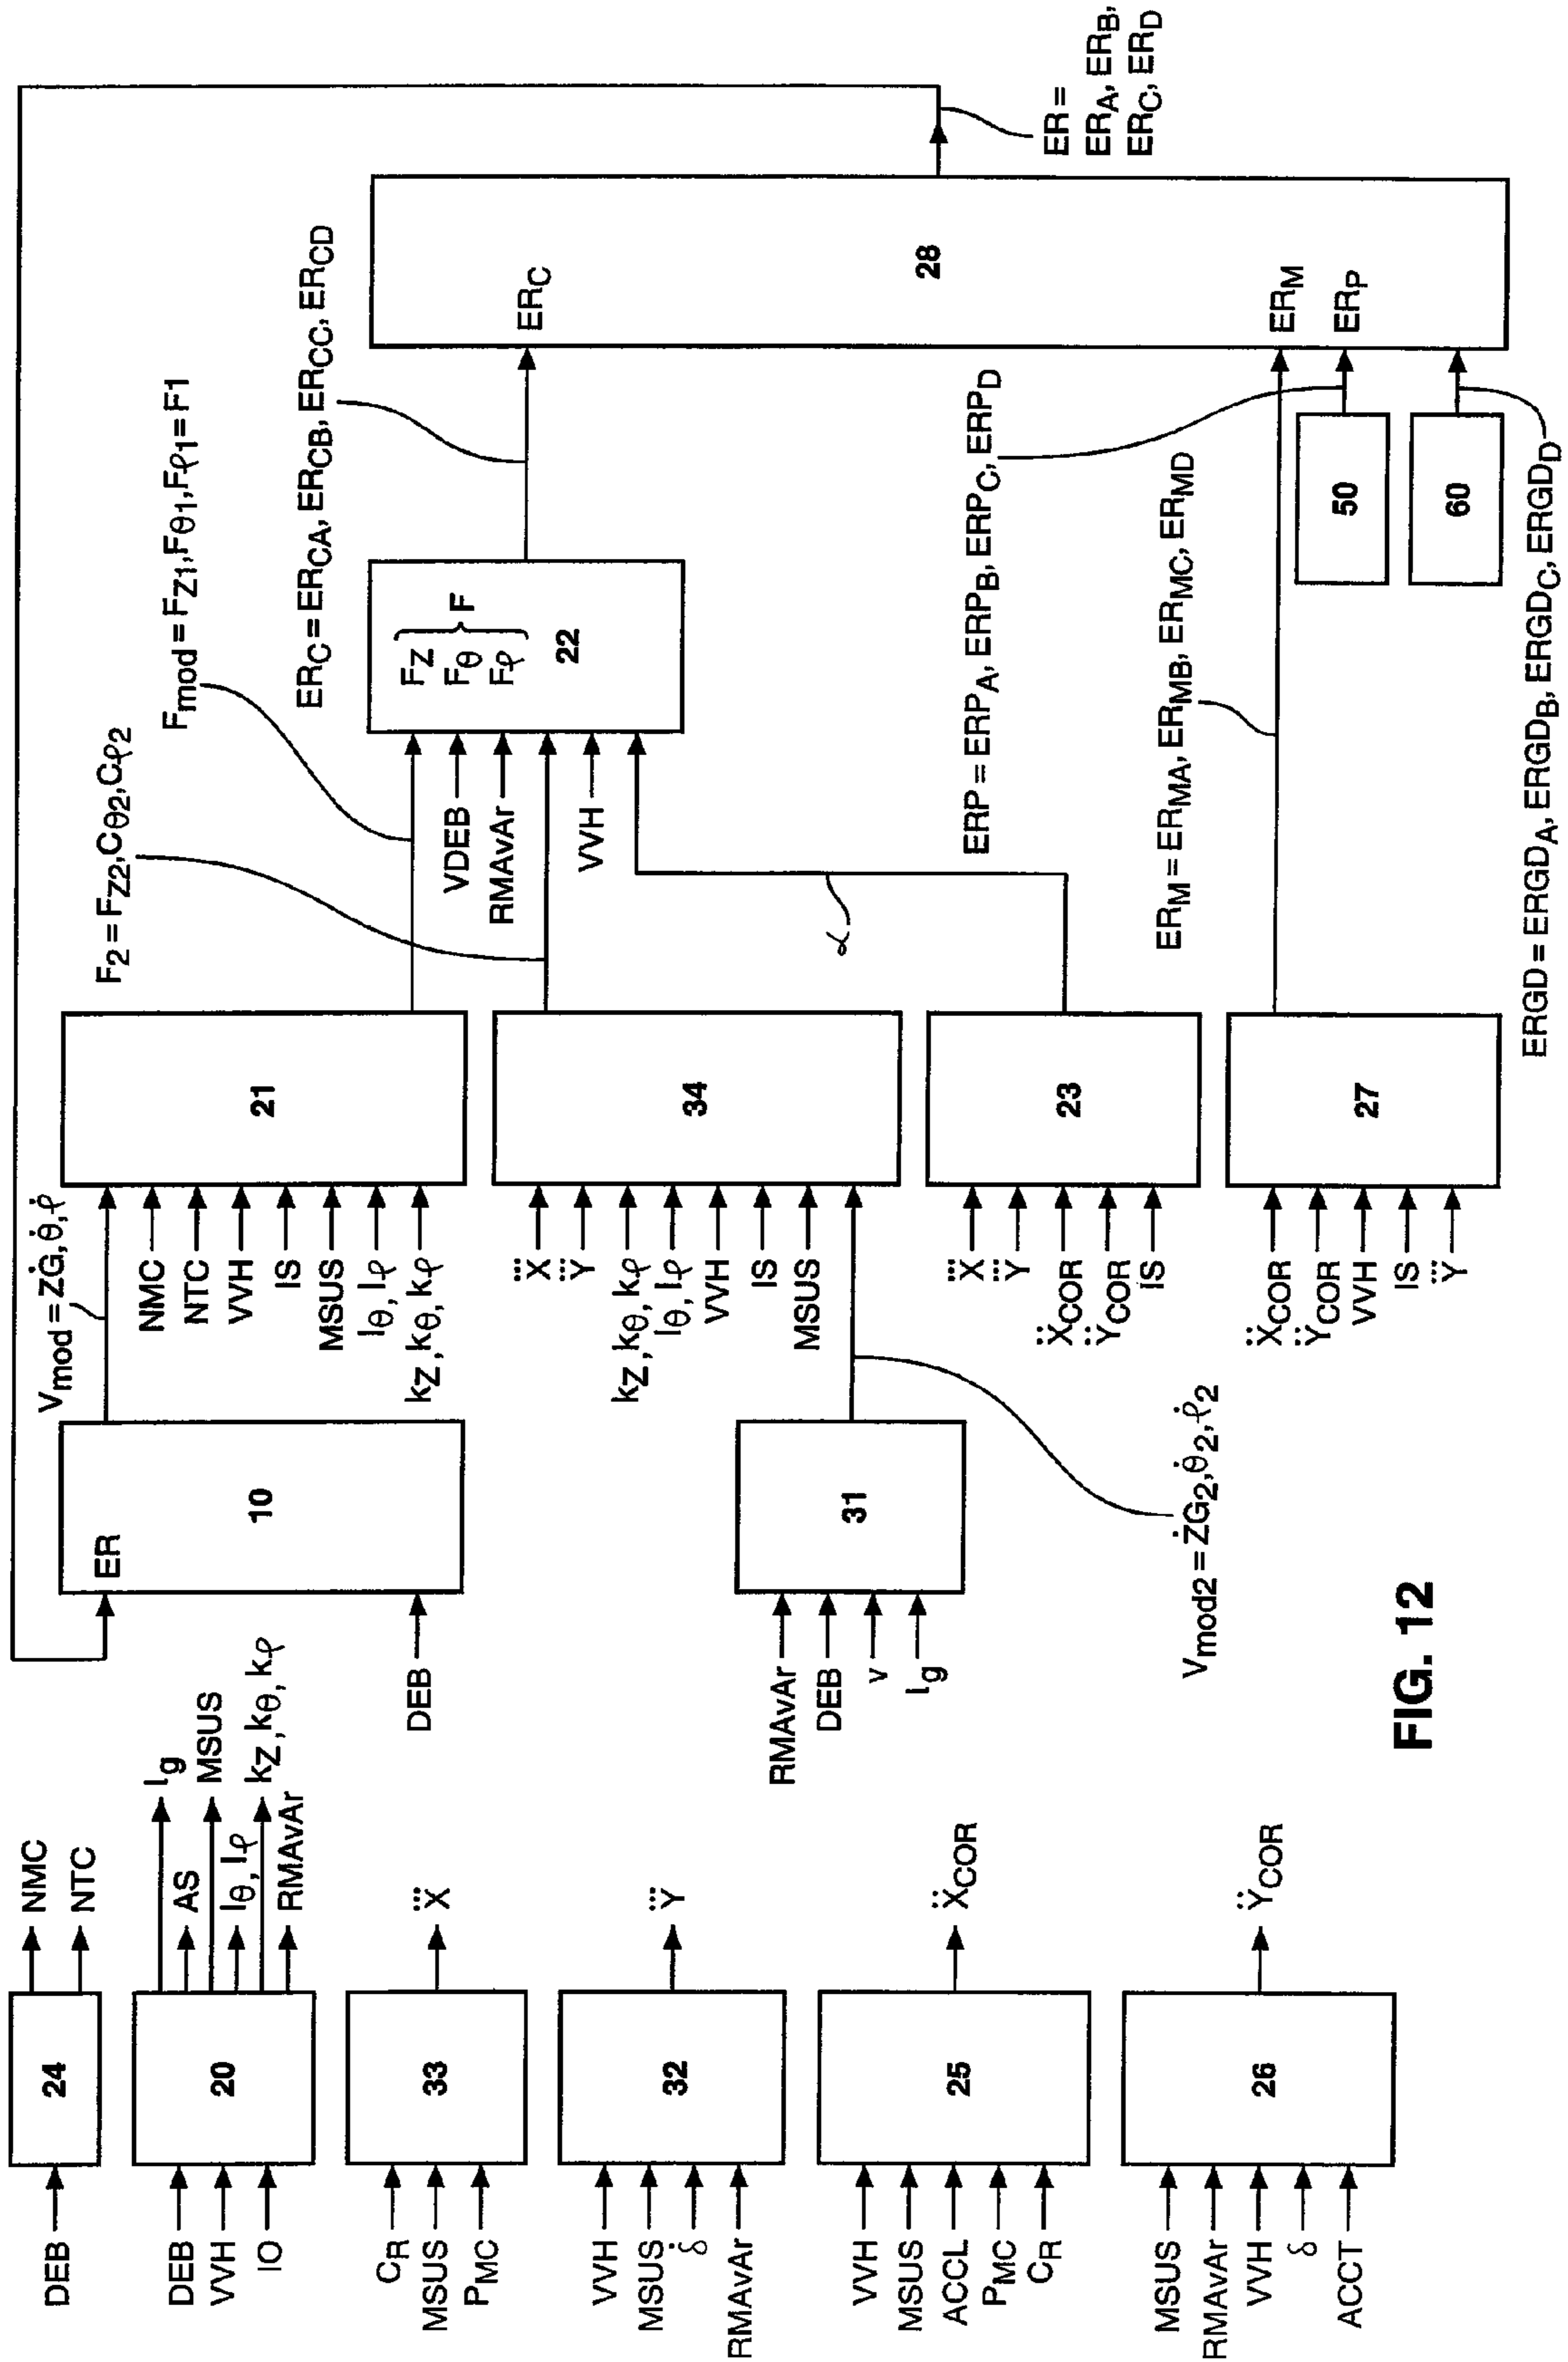 DEB
24
NMC
NTC
DEB
VVH
IO
20
lg
AS
MSUS
Iθ, Iφ
kZ, kθ, kφ
RMAvAr
CR
MSUS
PMC
33
X⃛
VVH
MSUS
δ̇
RMAvAr
32
Y⃛
VVH
MSUS
ACCL
PMC
CR
25
ẌCOR
MSUS
RMAvAr
VVH
δ
ACCT
26
ŸCOR
ER
10
DEB
Vmod = ŻG, θ̇, φ̇
RMAvAr
DEB
v
lg
31
Vmod2 = ŻG2, θ̇2, φ̇2
NMC
NTC
VVH
IS
MSUS
Iθ, Iφ
kZ, kθ, kφ
21
X⃛
Y⃛
kZ, kθ, kφ
Iθ, Iφ
VVH
IS
MSUS
34
X⃛
Y⃛
ẌCOR
ŸCOR
IS
23
ẌCOR
ŸCOR
VVH
IS
Y⃛
27
F2 = FZ2, Cθ2, Cφ2
Fmod = FZ1, Fθ1, Fφ1 = F1
VDEB
RMAvAr
VVH
α
FZ
Fθ
Fφ
F
22
ERC = ERCA, ERCB, ERCC, ERCD
ERP = ERPA, ERPB, ERPC, ERPD
ERM = ERMA, ERMB, ERMC, ERMD
ERGD = ERGDA, ERGDB, ERGDC, ERGDD
50
60
ERC
28
ERM
ERP
ER =
ERA, ERB,
ERC, ERD
FIG. 12